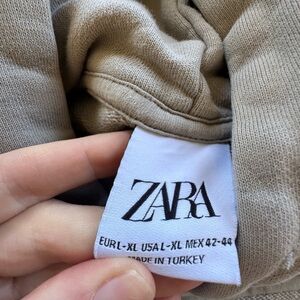 ZARA
EUR L-XL USA L-XL MEX 42-44
MADE IN TURKEY